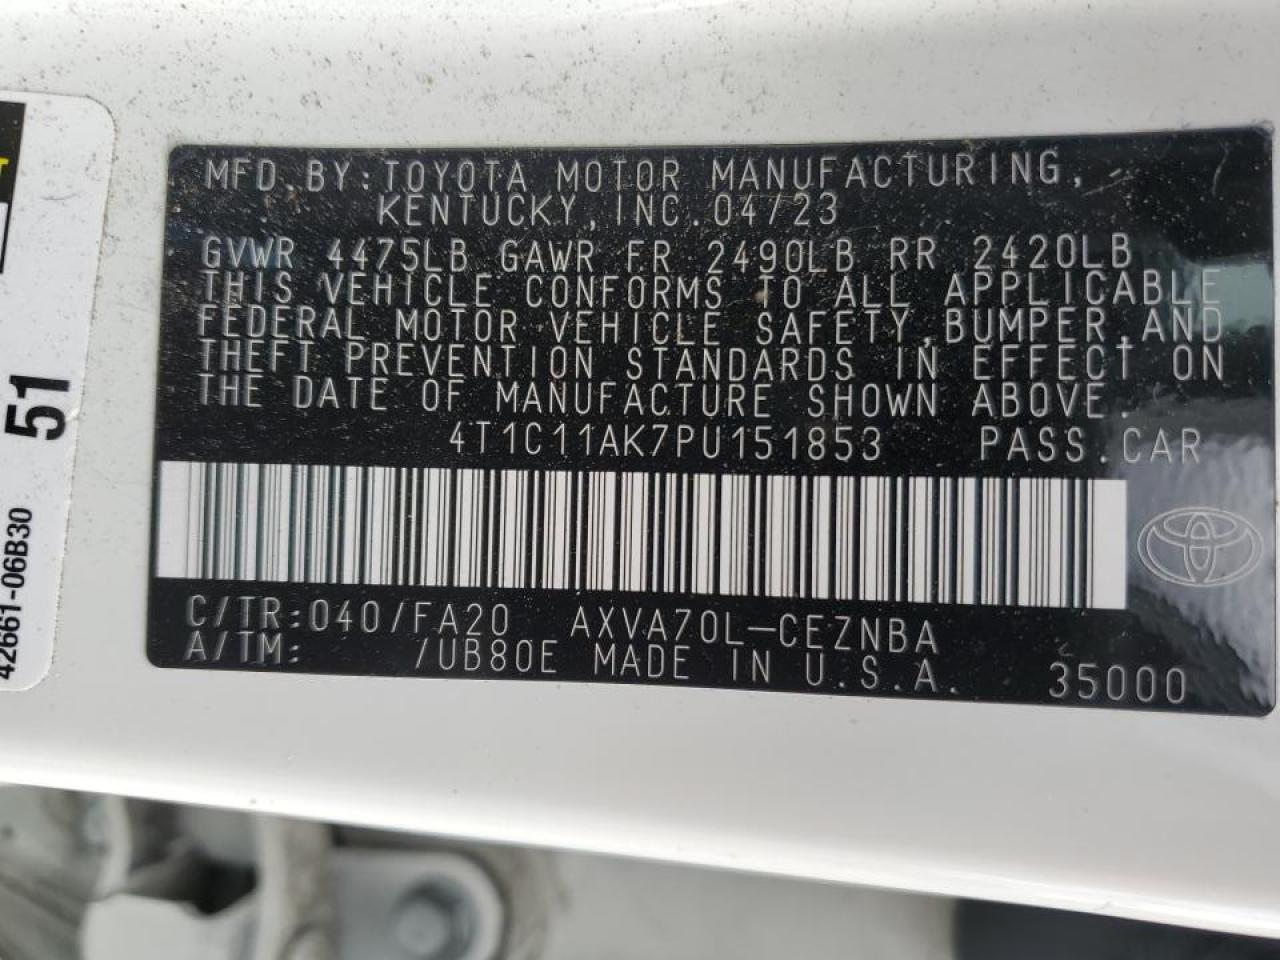 MFD.BY:TOYOTA MOTOR MANUFACTURING,
KENTUCKY, INC. 04/23
GVWR 4475LB GAWR FR 2490LB RR 2420LB
THIS VEHICLE CONFORMS TO ALL APPLICABLE
FEDERAL MOTOR VEHICLE SAFETY,BUMPER,AND
THEFT PREVENTION STANDARDS IN EFFECT ON
THE DATE OF MANUFACTURE SHOWN ABOVE.
4T1C11AK7PU151853 PASS.CAR
C/TR:040/FA20 AXVA70L-CEZNBA
A/TM: /UB80E MADE IN U.S.A. 35000
51
42661-06B30